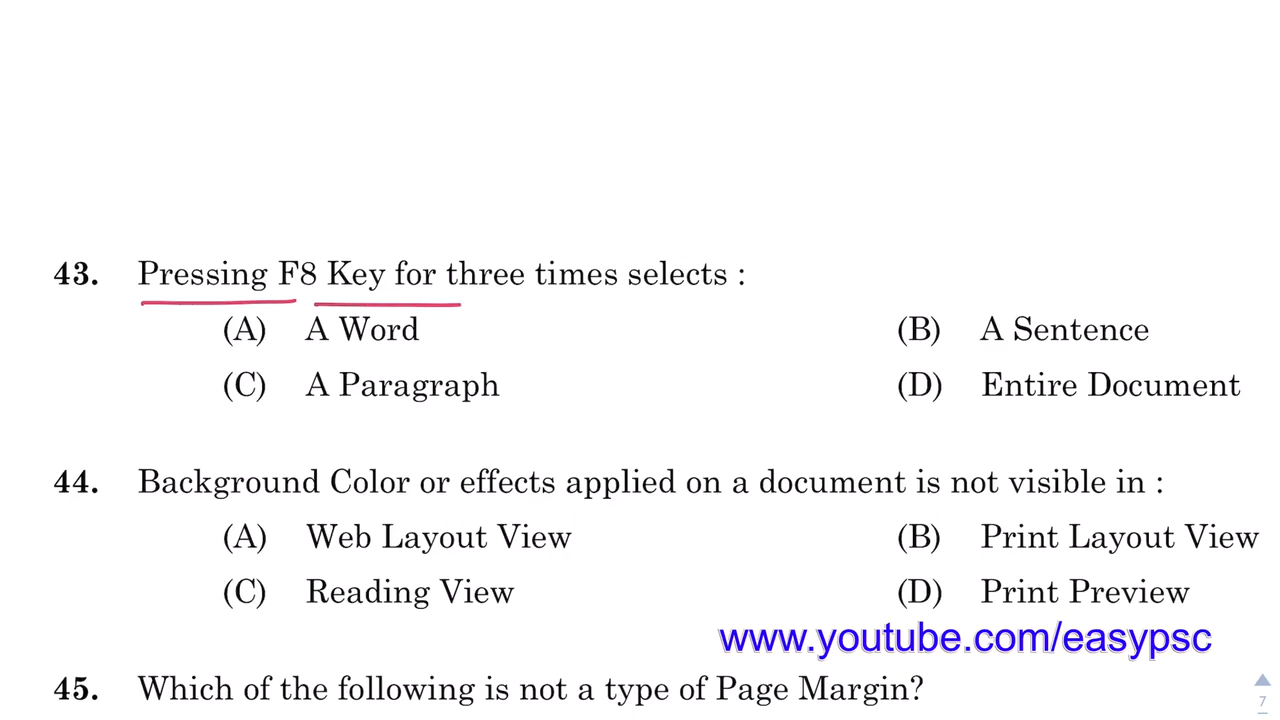 43. Pressing F8 Key for three times selects :
(A) A Word (B) A Sentence
(C) A Paragraph (D) Entire Document
44. Background Color or effects applied on a document is not visible in :
(A) Web Layout View (B) Print Layout View
(C) Reading View (D) Print Preview
www.youtube.com/easypsc
45. Which of the following is not a type of Page Margin?
7